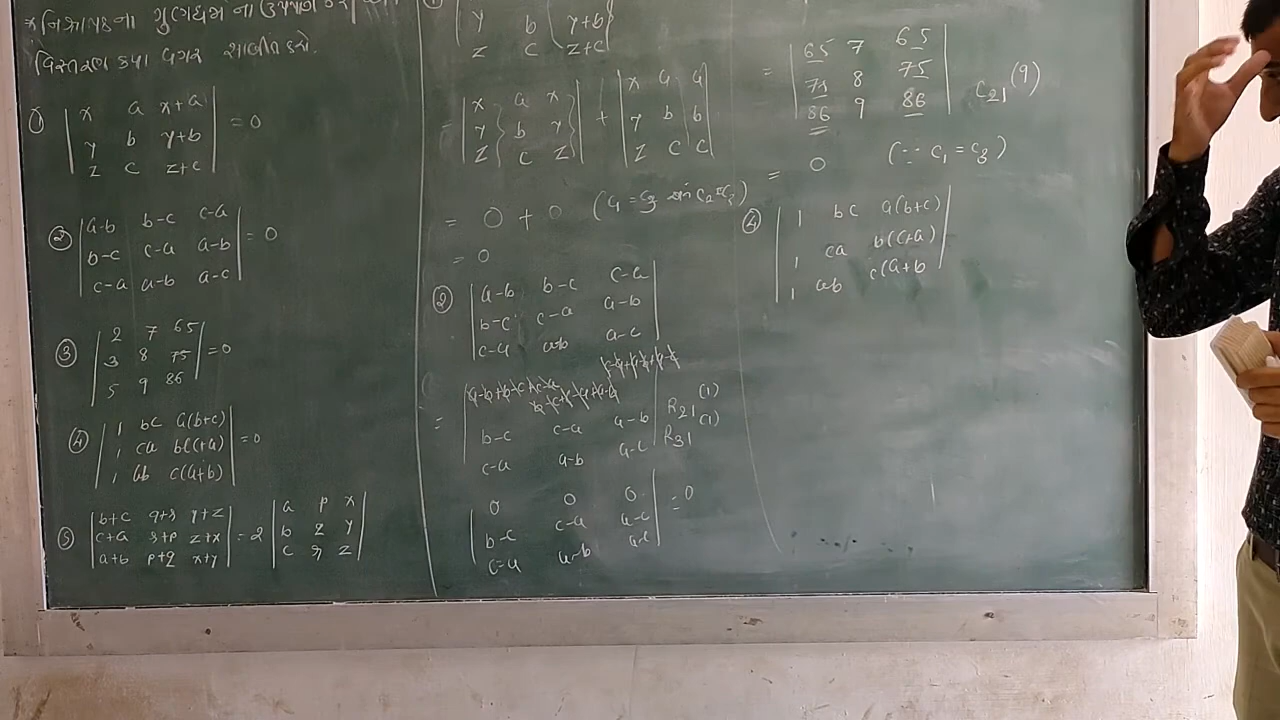 * નિશ્ચાયકના ગુણધર્મ નો ઉપયોગ કરી
વિસ્તરણ કર્યા વગર સાબીત કરો.
① | x a x+a |
| y b y+b | = 0
| z c z+c |
② | a-b b-c c-a |
| b-c c-a a-b | = 0
| c-a a-b a-c |
③ | 2 7 65 |
| 3 8 75 | = 0
| 5 9 86 |
④ | 1 bc a(b+c) |
| 1 ca b(c+a) | = 0
| 1 ab c(a+b) |
⑤ | b+c q+r y+z | | a p x |
| c+a r+p z+x | = 2 | b q y |
| a+b p+q x+y | | c r z |
| y b y+b |
| z c z+c |
= | x a x | + | x a a |
| y b y | | y b b |
| z c z | | z c c |
= 0 + 0 (C1 = C3 અને C2 = C3)
= 0
② | a-b b-c c-a |
| b-c c-a a-b |
| c-a a-b a-c |
= | a-b+b-c+c-a b-c+c-a+a-b |
| b-c c-a a-b | R21(1)
| c-a a-b a-c | R31(1)
| 0 0 0 |
| b-c c-a a-c | = 0
| c-a a-b a-c |
= | 65 7 65 |
| 75 8 75 | C21(9)
| 86 9 86 |
= 0 (∵ C1 = C3)
④ | 1 bc a(b+c) |
| 1 ca b(c+a) |
| 1 ab c(a+b |